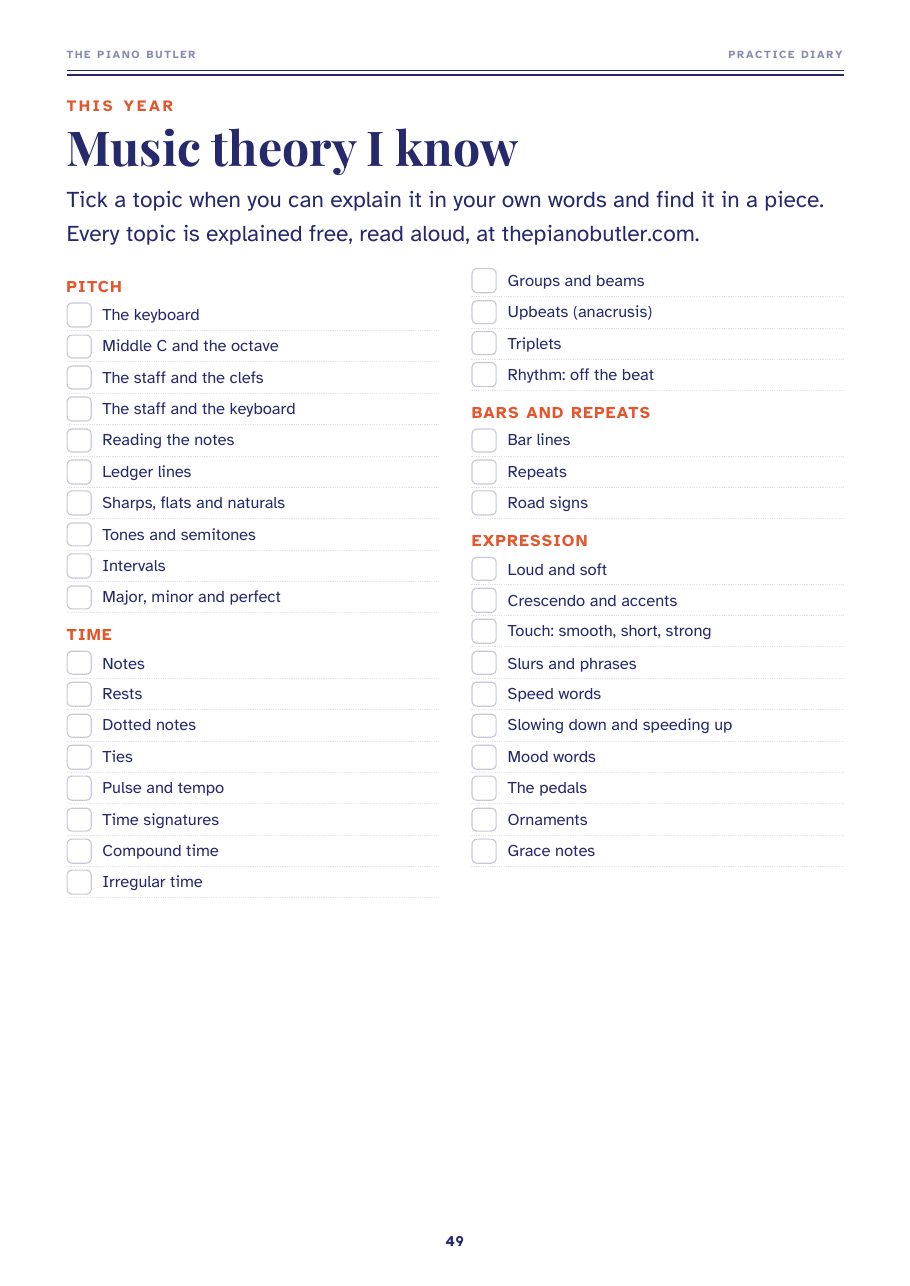 THE PIANO BUTLER
PRACTICE DIARY
THIS YEAR
Music theory I know
Tick a topic when you can explain it in your own words and find it in a piece.
Every topic is explained free, read aloud, at thepianobutler.com.
PITCH
The keyboard
Middle C and the octave
The staff and the clefs
The staff and the keyboard
Reading the notes
Ledger lines
Sharps, flats and naturals
Tones and semitones
Intervals
Major, minor and perfect
TIME
Notes
Rests
Dotted notes
Ties
Pulse and tempo
Time signatures
Compound time
Irregular time
Groups and beams
Upbeats (anacrusis)
Triplets
Rhythm: off the beat
BARS AND REPEATS
Bar lines
Repeats
Road signs
EXPRESSION
Loud and soft
Crescendo and accents
Touch: smooth, short, strong
Slurs and phrases
Speed words
Slowing down and speeding up
Mood words
The pedals
Ornaments
Grace notes
49